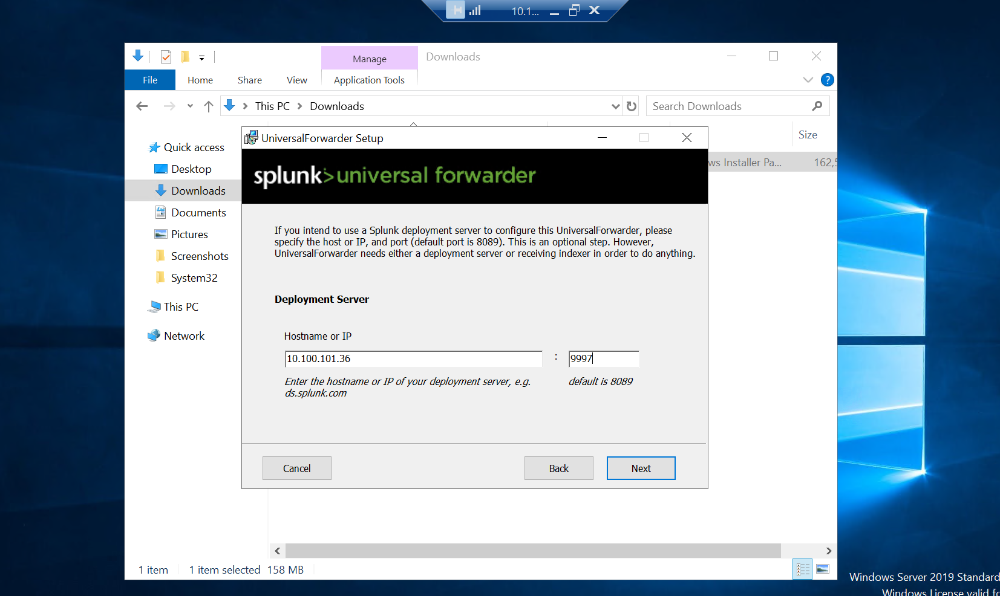 10.1...
Manage
Downloads
File
Home
Share
View
Application Tools
This PC
Downloads
Search Downloads
Size
UniversalForwarder Setup
Quick access
Desktop
Downloads
Documents
Pictures
Screenshots
System32
This PC
Network
ws Installer Pa...
162,5
splunk>universal forwarder
If you intend to use a Splunk deployment server to configure this UniversalForwarder, please
specify the host or IP, and port (default port is 8089). This is an optional step. However,
UniversalForwarder needs either a deployment server or receiving indexer in order to do anything.
Deployment Server
Hostname or IP
10.100.101.36 : 9997
Enter the hostname or IP of your deployment server, e.g.
ds.splunk.com
default is 8089
Cancel
Back
Next
1 item
1 item selected 158 MB
Windows Server 2019 Standard
Windows License valid fo